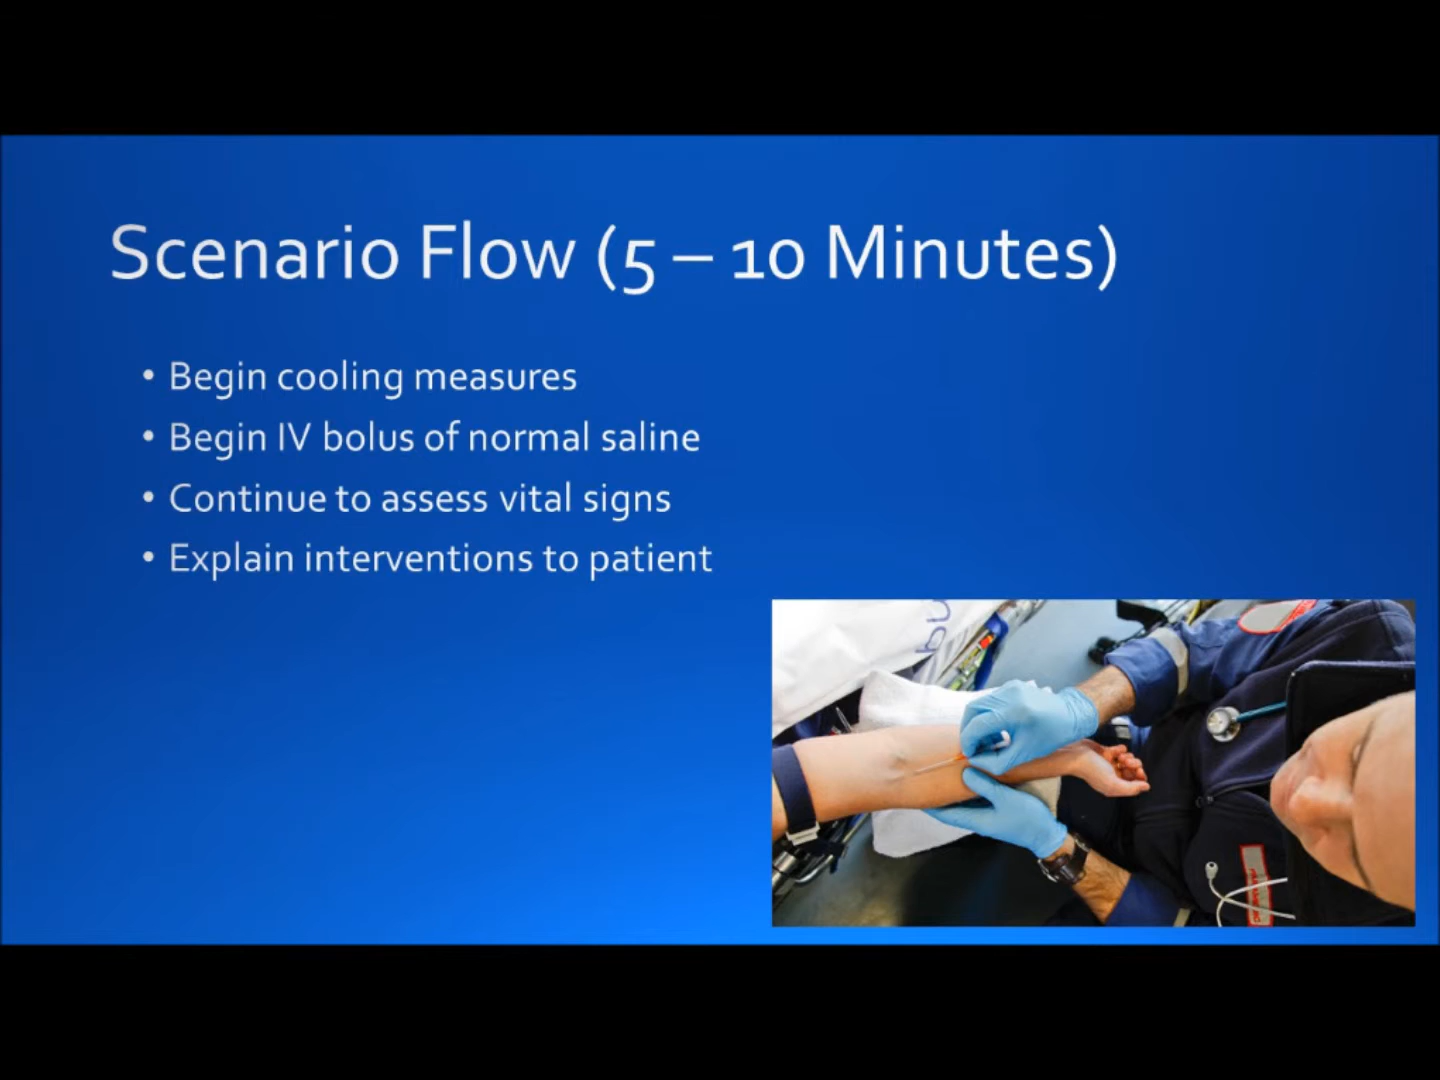 Scenario Flow (5 – 10 Minutes)
• Begin cooling measures
• Begin IV bolus of normal saline
• Continue to assess vital signs
• Explain interventions to patient